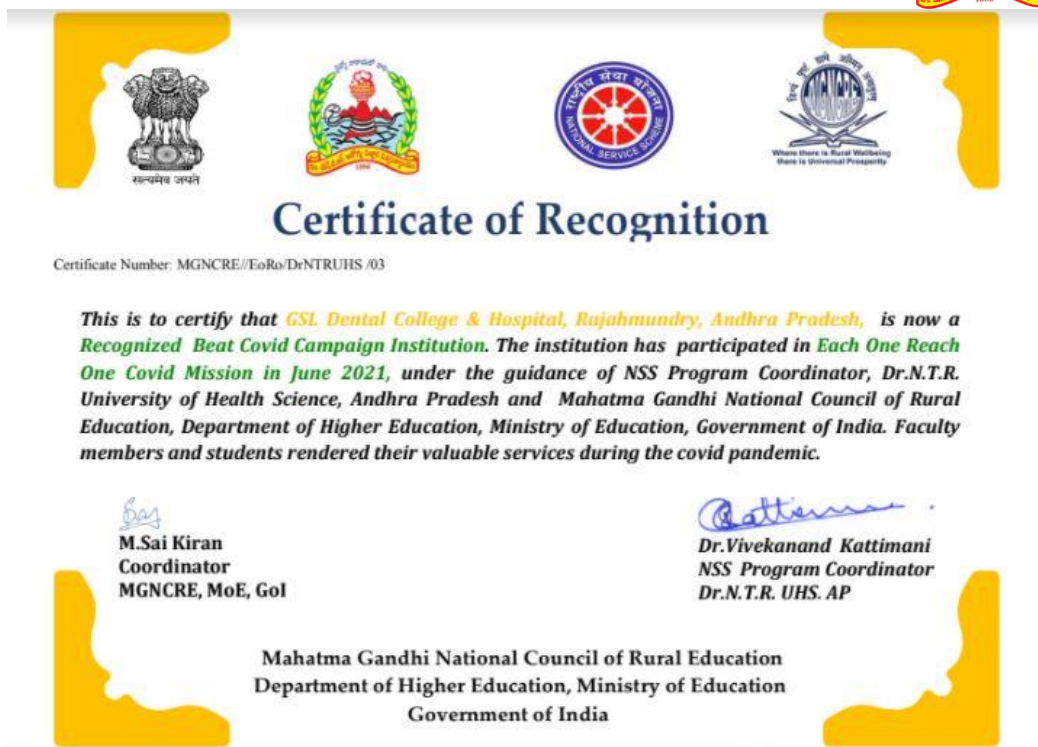 सत्यमेव जयते
1986
राष्ट्रीय सेवा योजना
NATIONAL SERVICE SCHEME
MGNCRE
Where there is Rural Wellbeing
there is Universal Prosperity
Certificate of Recognition
Certificate Number: MGNCRE//EoRo/DrNTRUHS /03
This is to certify that GSL Dental College & Hospital, Rajahmundry, Andhra Pradesh, is now a
Recognized Beat Covid Campaign Institution. The institution has participated in Each One Reach
One Covid Mission in June 2021, under the guidance of NSS Program Coordinator, Dr.N.T.R.
University of Health Science, Andhra Pradesh and Mahatma Gandhi National Council of Rural
Education, Department of Higher Education, Ministry of Education, Government of India. Faculty
members and students rendered their valuable services during the covid pandemic.
M.Sai Kiran
Coordinator
MGNCRE, MoE, GoI
Dr.Vivekanand Kattimani
NSS Program Coordinator
Dr.N.T.R. UHS. AP
Mahatma Gandhi National Council of Rural Education
Department of Higher Education, Ministry of Education
Government of India